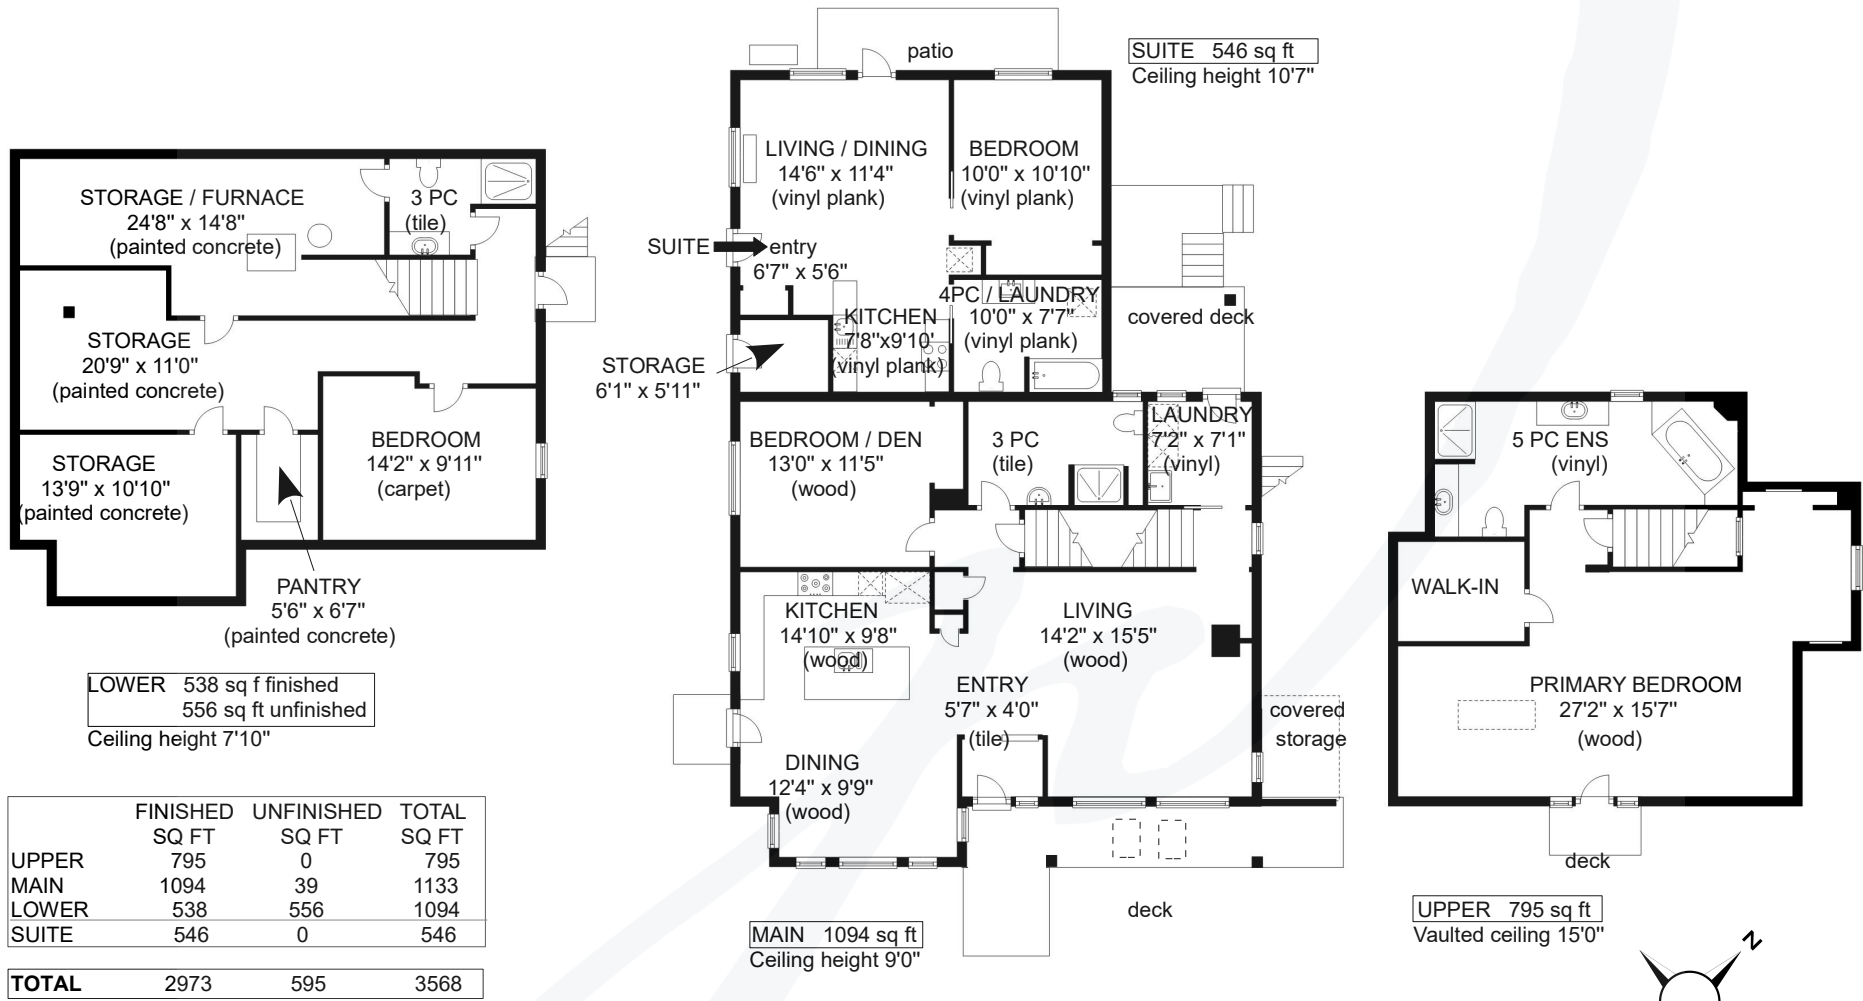 patio
SUITE 546 sq ft
Ceiling height 10'7"
LIVING / DINING
14'6" x 11'4"
(vinyl plank)
BEDROOM
10'0" x 10'10"
(vinyl plank)
SUITE
entry
6'7" x 5'6"
4PC / LAUNDRY
10'0" x 7'7"
(vinyl plank)
KITCHEN
7'8"x9'10'
(vinyl plank)
covered deck
STORAGE
6'1" x 5'11"
STORAGE / FURNACE
24'8" x 14'8"
(painted concrete)
3 PC
(tile)
STORAGE
20'9" x 11'0"
(painted concrete)
STORAGE
13'9" x 10'10"
(painted concrete)
BEDROOM
14'2" x 9'11"
(carpet)
PANTRY
5'6" x 6'7"
(painted concrete)
LOWER 538 sq f finished
556 sq ft unfinished
Ceiling height 7'10"
BEDROOM / DEN
13'0" x 11'5"
(wood)
3 PC
(tile)
LAUNDRY
7'2" x 7'1"
(vinyl)
KITCHEN
14'10" x 9'8"
(wood)
LIVING
14'2" x 15'5"
(wood)
ENTRY
5'7" x 4'0"
(tile)
DINING
12'4" x 9'9"
(wood)
covered
storage
deck
MAIN 1094 sq ft
Ceiling height 9'0"
5 PC ENS
(vinyl)
WALK-IN
PRIMARY BEDROOM
27'2" x 15'7"
(wood)
deck
UPPER 795 sq ft
Vaulted ceiling 15'0"
N
FINISHED UNFINISHED TOTAL
SQ FT SQ FT SQ FT
UPPER 795 0 795
MAIN 1094 39 1133
LOWER 538 556 1094
SUITE 546 0 546
TOTAL 2973 595 3568